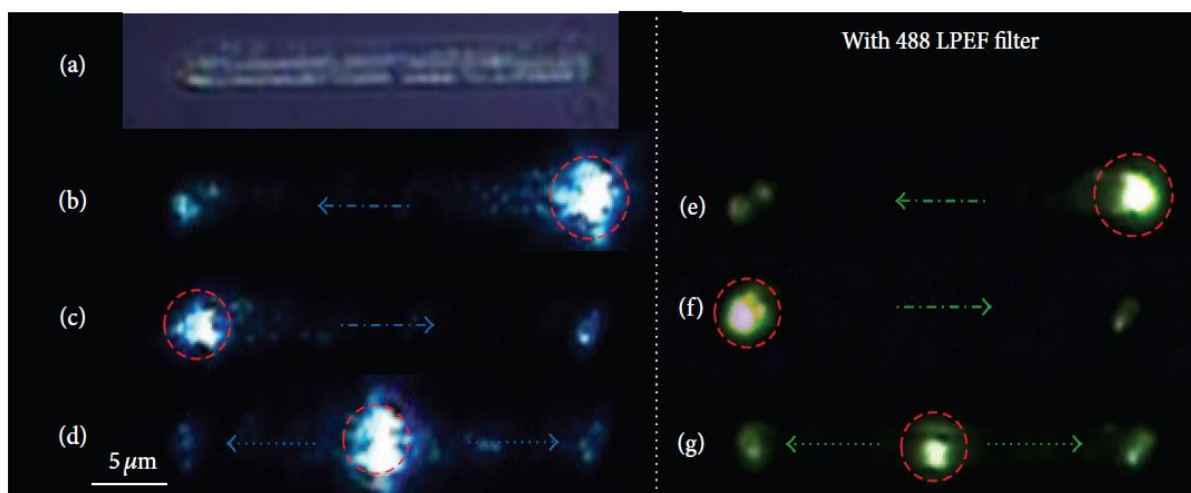 With 488 LPEF filter
(a)
(b)
(e)
(c)
(f)
(d)
(g)
5 μm